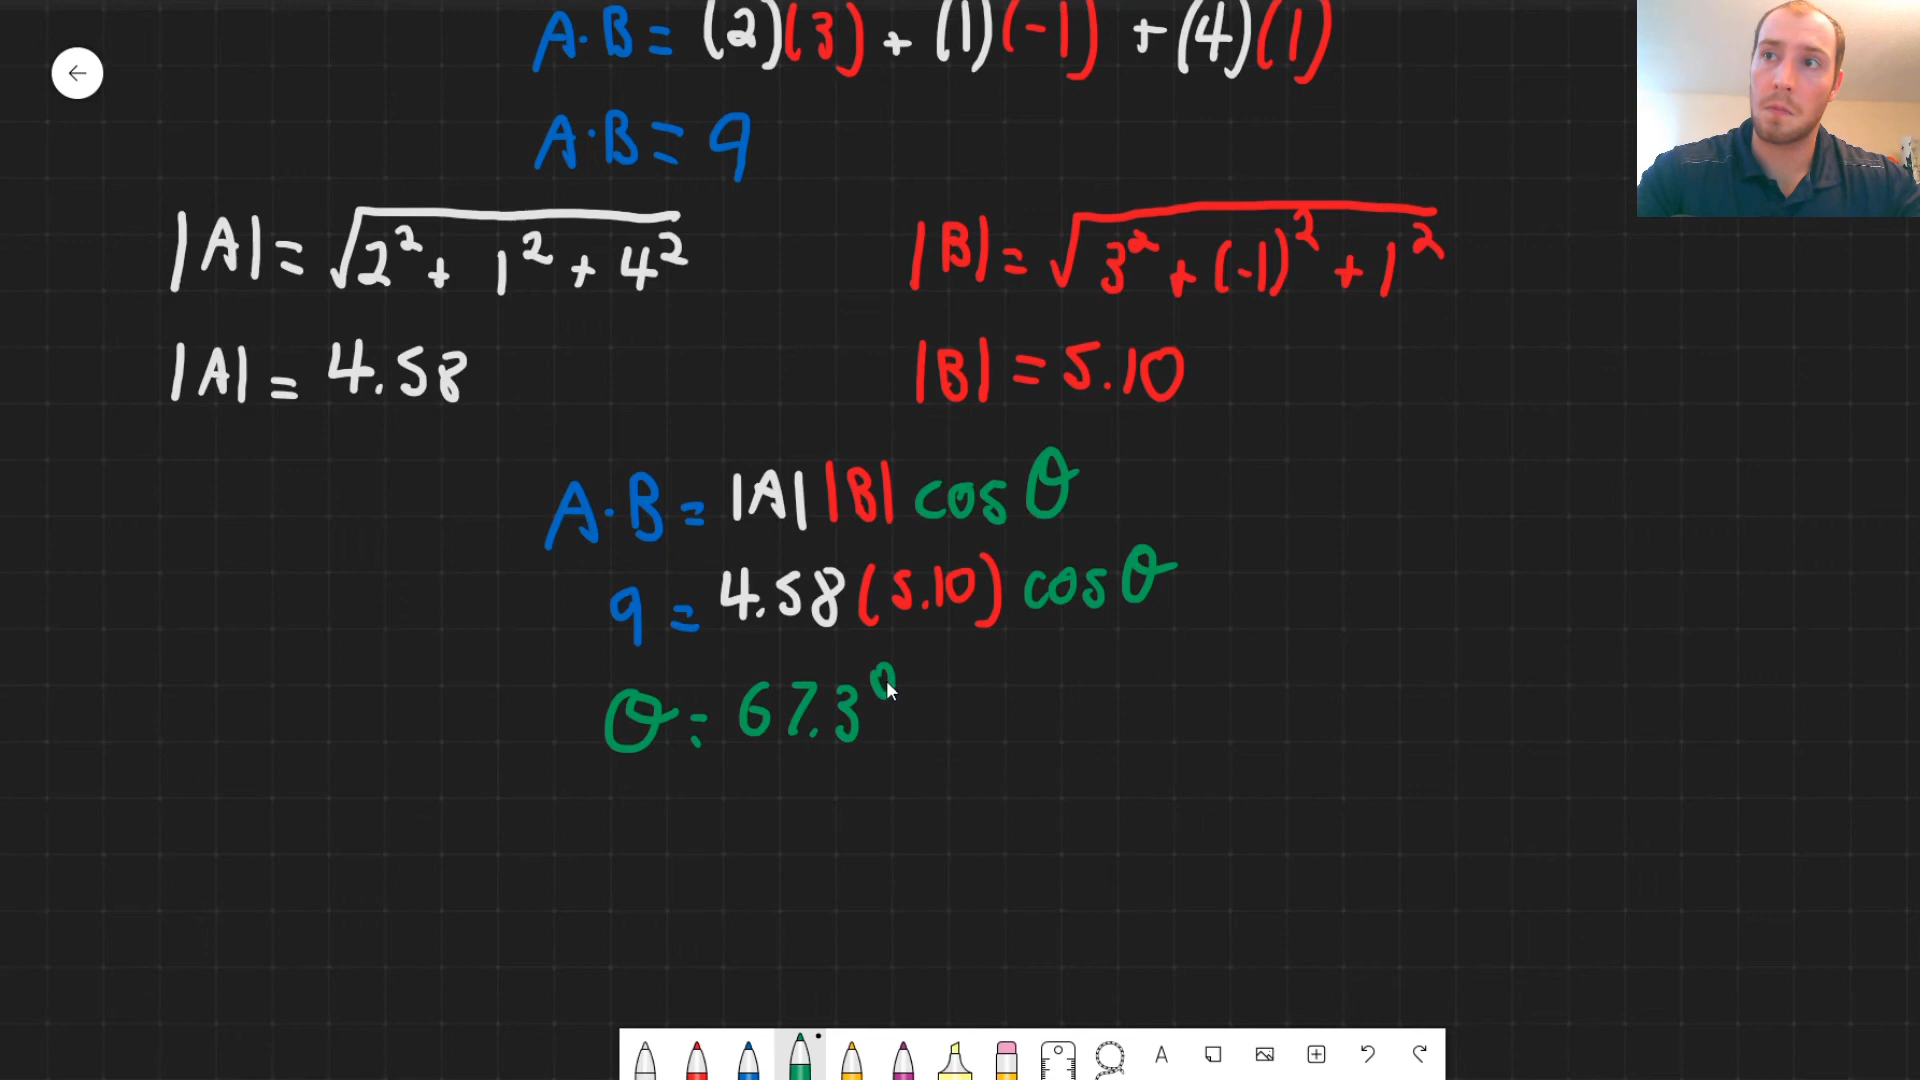 A·B = (2)(3) + (1)(-1) + (4)(1)
A·B = 9
|A| = √2² + 1² + 4²
|B| = √3² + (-1)² + 1²
|A| = 4.58
|B| = 5.10
A·B = |A||B| cos θ
9 = 4.58(5.10) cos θ
θ = 67.3°
A